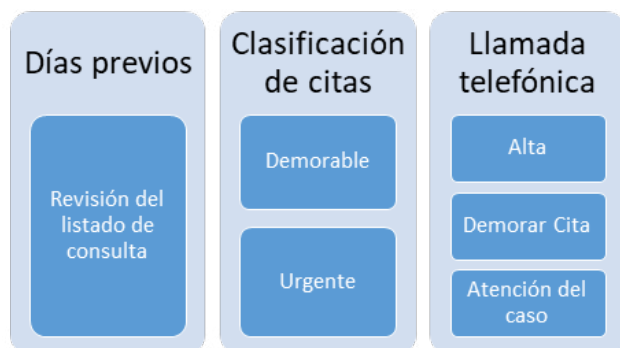 Días previos
Revisión del
listado de
consulta
Clasificación
de citas
Demorable
Urgente
Llamada
telefónica
Alta
Demorar Cita
Atención del
caso